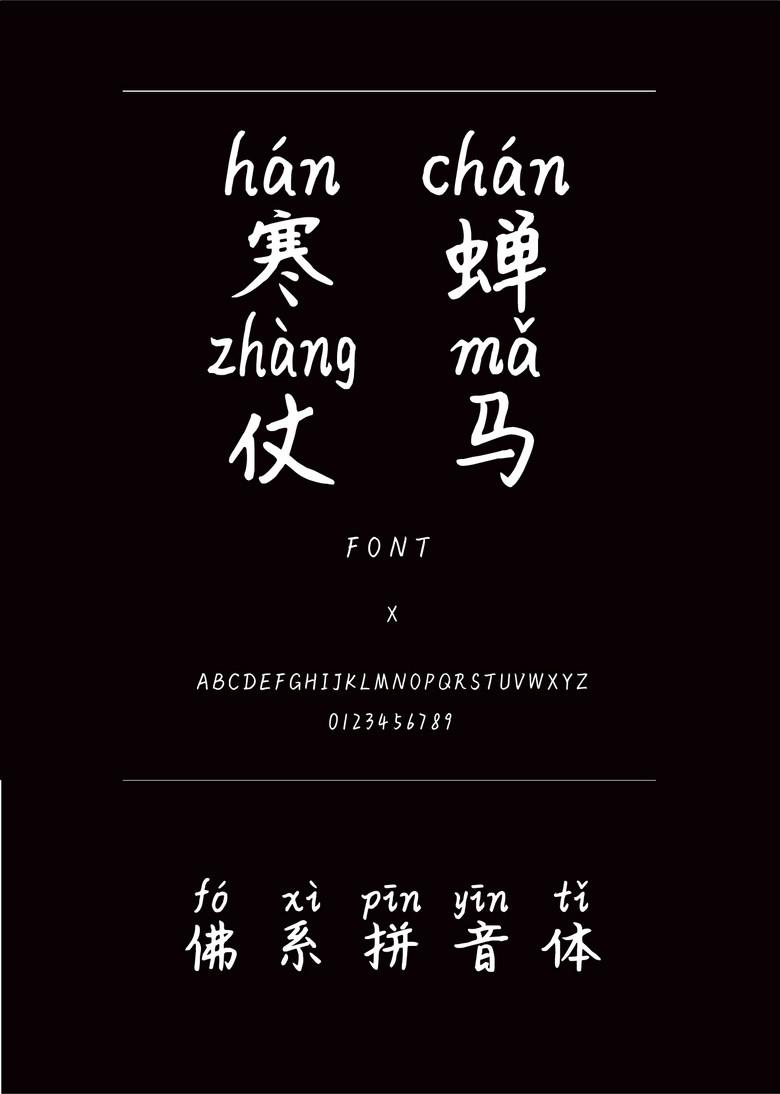 hán chán
寒 蝉
zhàng mǎ
仗 马
FONT
X
ABCDEFGHIJKLMNOPQRSTUVWXYZ
0123456789
fó xì pīn yīn tǐ
佛 系 拼 音 体